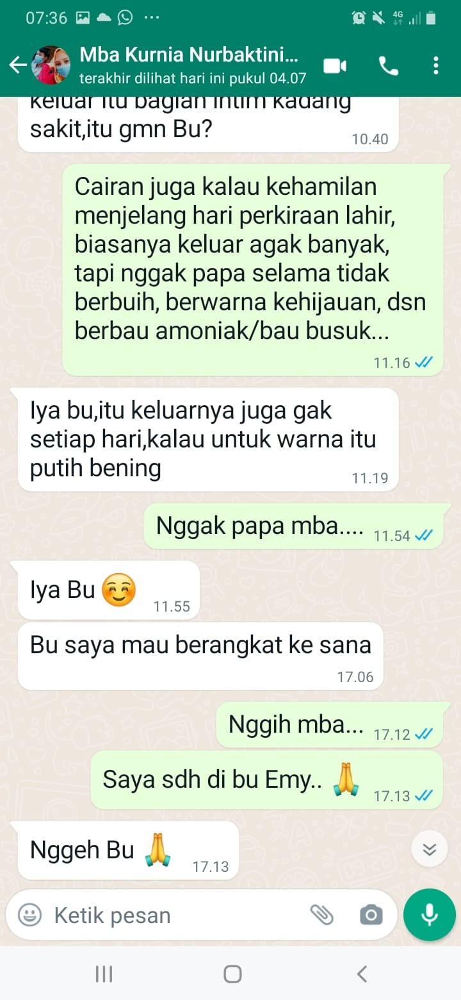 07:36
4G
Mba Kurnia Nurbaktini...
terakhir dilihat hari ini pukul 04.07
keluar itu bagian intim kadang
sakit,itu gmn Bu?
10.40
Cairan juga kalau kehamilan
menjelang hari perkiraan lahir,
biasanya keluar agak banyak,
tapi nggak papa selama tidak
berbuih, berwarna kehijauan, dsn
berbau amoniak/bau busuk...
11.16
Iya bu,itu keluarnya juga gak
setiap hari,kalau untuk warna itu
putih bening
11.19
Nggak papa mba....
11.54
Iya Bu ☺️
11.55
Bu saya mau berangkat ke sana
17.06
Nggih mba...
17.12
Saya sdh di bu Emy.. 🙏
17.13
Nggeh Bu 🙏
17.13
Ketik pesan